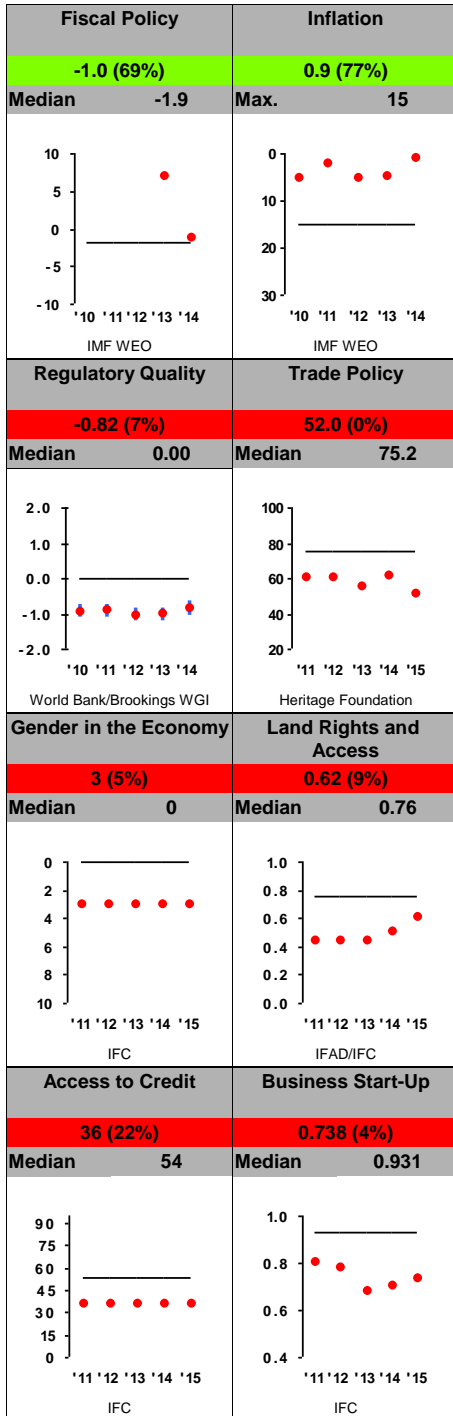 Fiscal Policy
-1.0 (69%)
Median -1.9
10
5
0
-5
-10
'10 '11 '12 '13 '14
IMF WEO
Inflation
0.9 (77%)
Max. 15
0
10
20
30
'10 '11 '12 '13 '14
IMF WEO
Regulatory Quality
-0.82 (7%)
Median 0.00
2.0
1.0
0.0
-1.0
-2.0
'10 '11 '12 '13 '14
World Bank/Brookings WGI
Trade Policy
52.0 (0%)
Median 75.2
100
80
60
40
20
'11 '12 '13 '14 '15
Heritage Foundation
Gender in the Economy
3 (5%)
Median 0
0
2
4
6
8
10
'11 '12 '13 '14 '15
IFC
Land Rights and
Access
0.62 (9%)
Median 0.76
1.0
0.8
0.6
0.4
0.2
0.0
'11 '12 '13 '14 '15
IFAD/IFC
Access to Credit
36 (22%)
Median 54
90
75
60
45
30
15
0
'11 '12 '13 '14 '15
IFC
Business Start-Up
0.738 (4%)
Median 0.931
1.0
0.8
0.6
0.4
'11 '12 '13 '14 '15
IFC